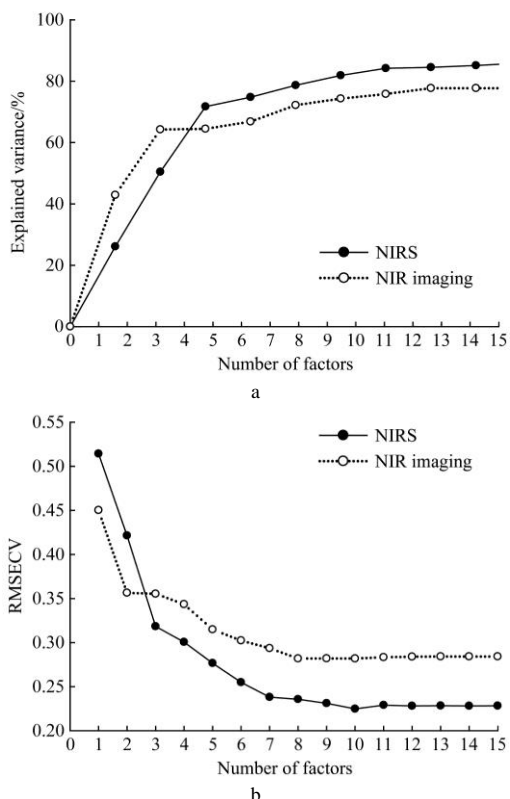 100
80
60
40
20
0
Explained variance/%
NIRS
NIR imaging
0 1 2 3 4 5 6 7 8 9 10 11 12 13 14 15
Number of factors
a
0.55
0.50
0.45
0.40
0.35
0.30
0.25
0.20
RMSECV
NIRS
NIR imaging
0 1 2 3 4 5 6 7 8 9 10 11 12 13 14 15
Number of factors
b